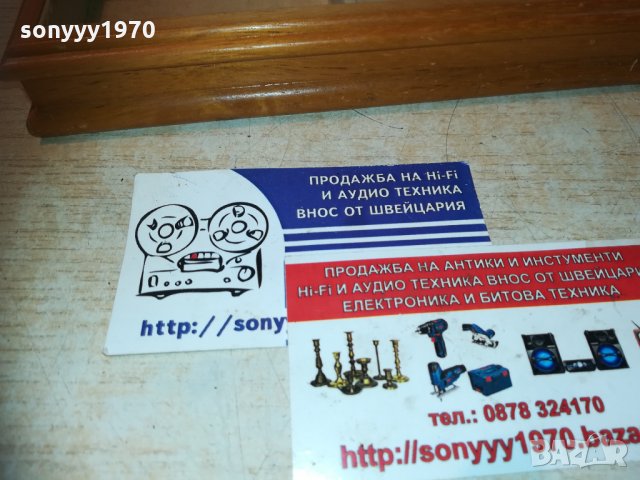 sonyyy1970
ПРОДАЖБА НА Hi-Fi
И АУДИО ТЕХНИКА
ВНОС ОТ ШВЕЙЦАРИЯ
http://sony
ПРОДАЖБА НА АНТИКИ И ИНСТУМЕНТИ
Hi-Fi И АУДИО ТЕХНИКА ВНОС ОТ ШВЕЙЦАРИ
ЕЛЕКТРОНИКА И БИТОВА ТЕХНИКА
тел.: 0878 324170
http://sonyyy1970.baza
BAZAR